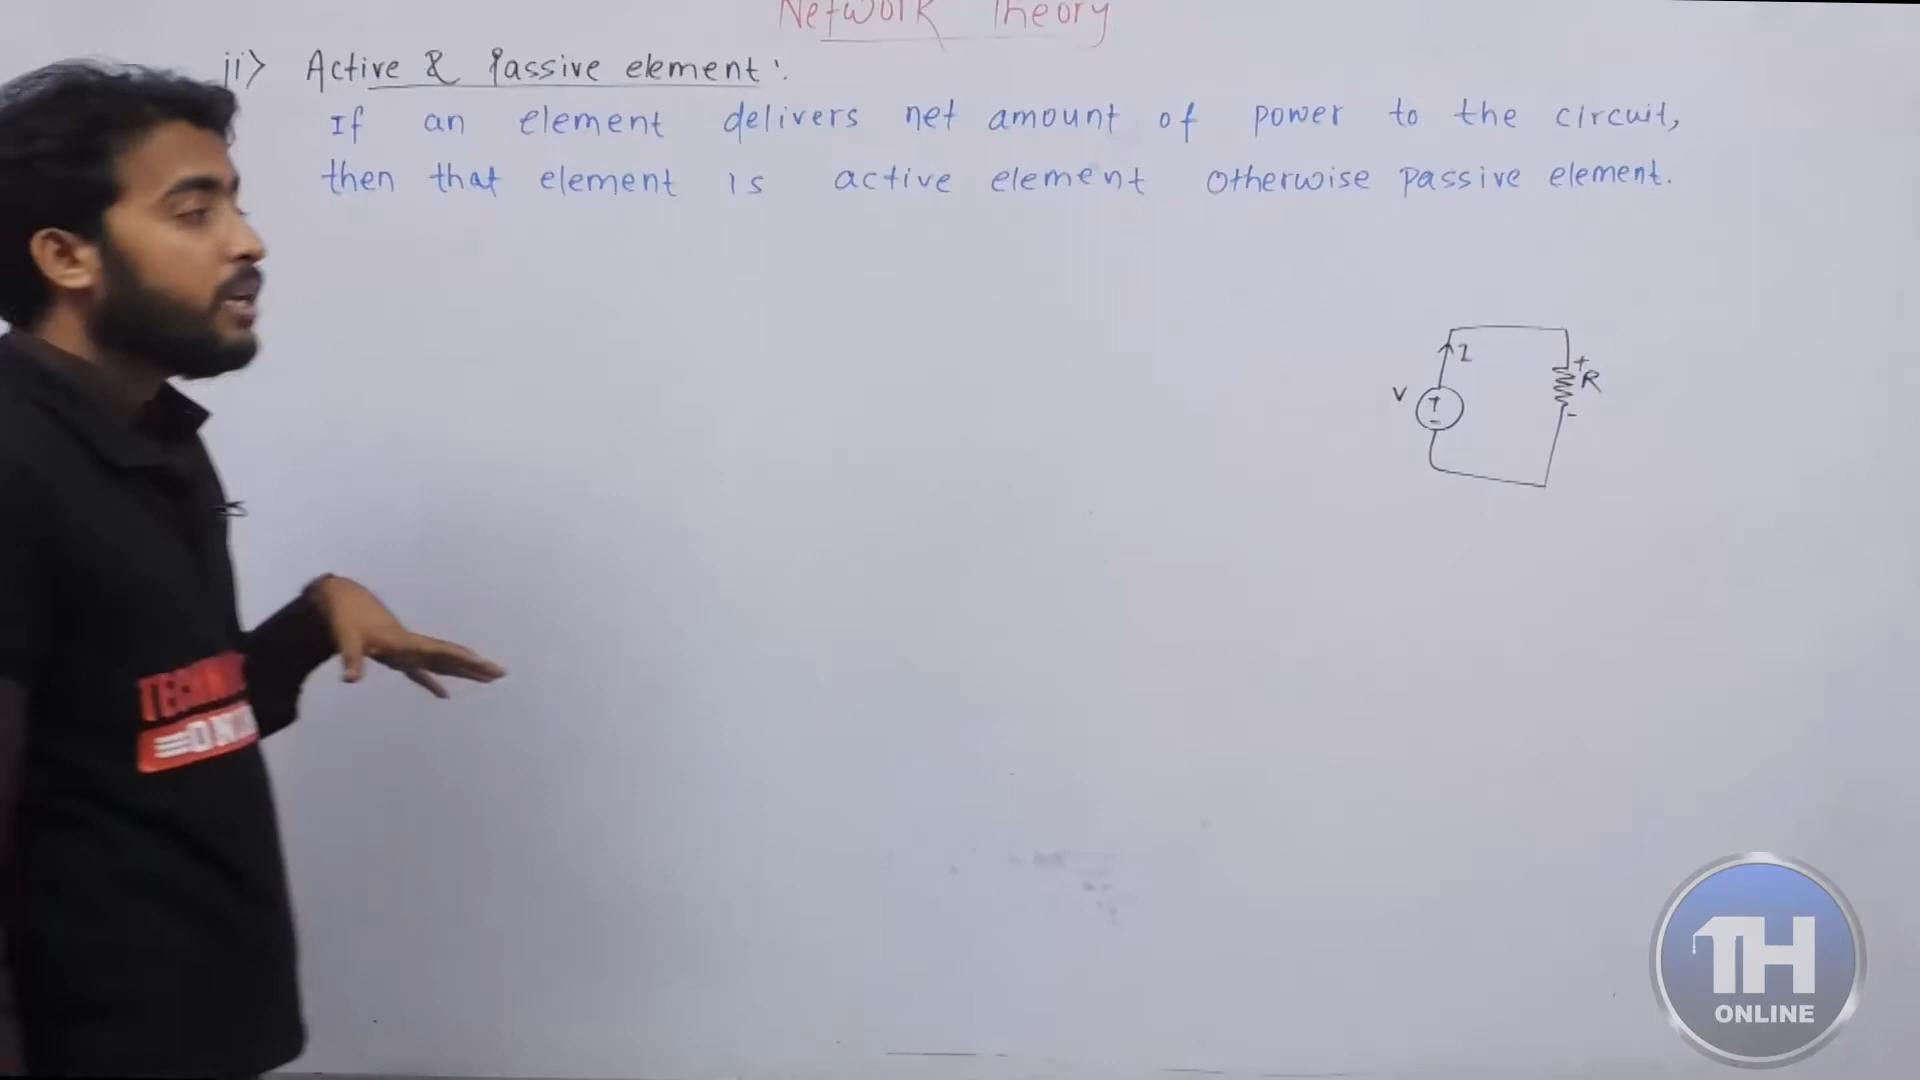 Network Theory
ii> Active & Passive element :
If an element delivers net amount of power to the circuit,
then that element is active element otherwise passive element.
I
+
R
V
+
-
-
=ONL
TH
ONLINE